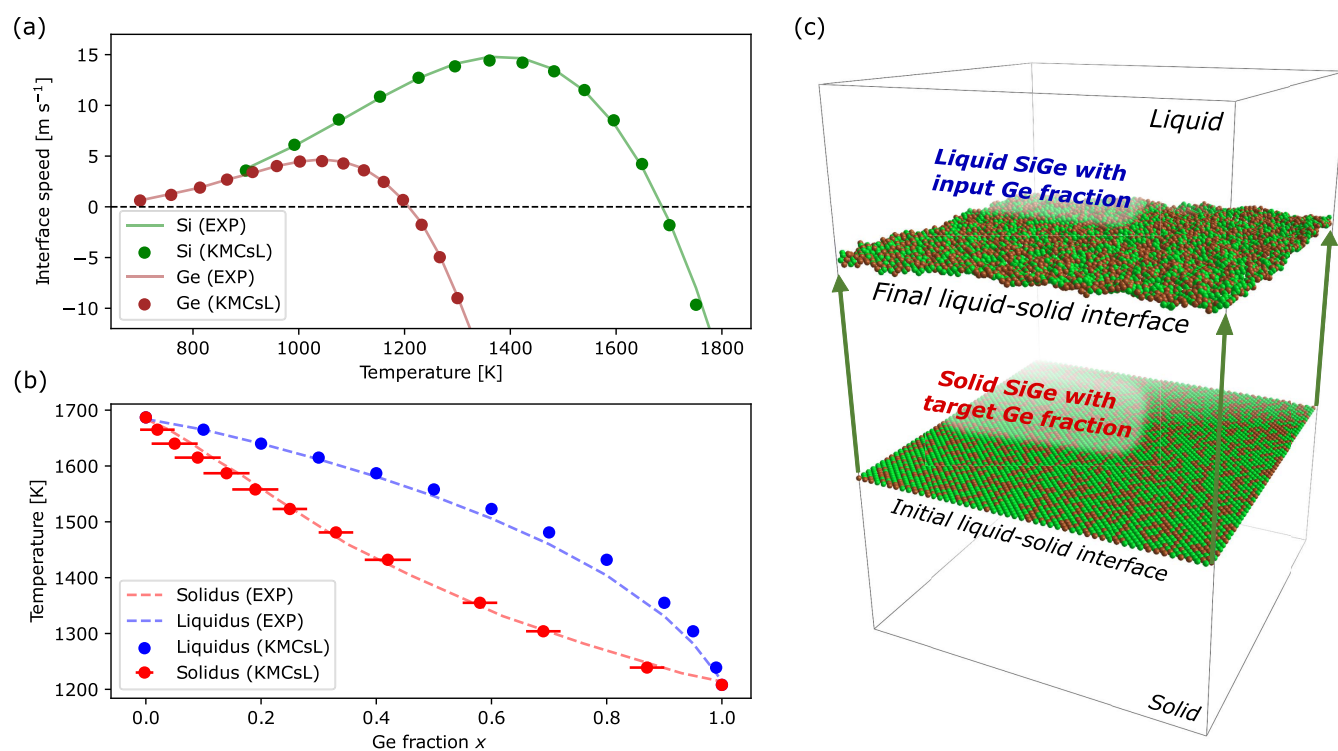 (a)
Interface speed [m s⁻¹]
15
10
5
0
−5
−10
Si (EXP)
Si (KMCsL)
Ge (EXP)
Ge (KMCsL)
800
1000
1200
1400
1600
1800
Temperature [K]
(b)
Temperature [K]
1700
1600
1500
1400
1300
1200
Solidus (EXP)
Liquidus (EXP)
Liquidus (KMCsL)
Solidus (KMCsL)
0.0
0.2
0.4
0.6
0.8
1.0
Ge fraction x
(c)
Liquid
Liquid SiGe with
input Ge fraction
Final liquid-solid interface
Solid SiGe with
target Ge fraction
Initial liquid-solid interface
Solid